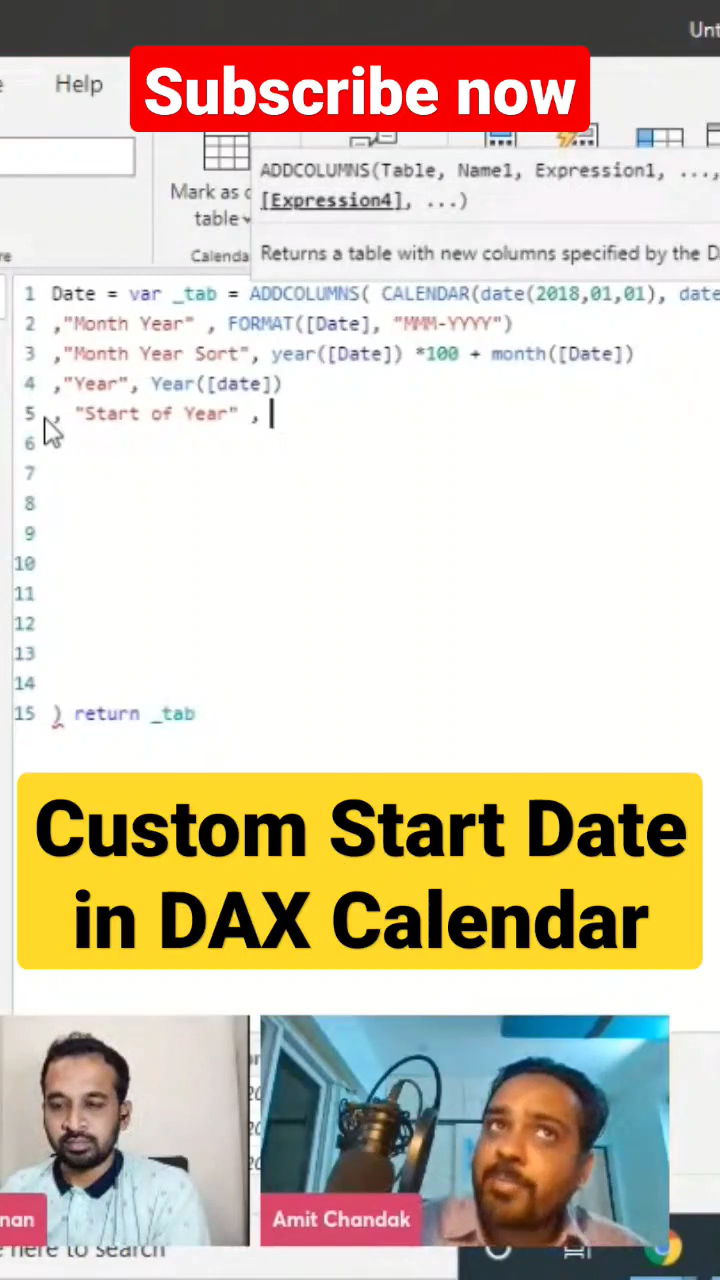 Unt
Subscribe now
Help
Mark as
table
Calenda
ADDCOLUMNS(Table, Name1, Expression1, ...,
[Expression4], ...)
Returns a table with new columns specified by the D
1 Date = var _tab = ADDCOLUMNS( CALENDAR(date(2018,01,01), date
2 ,"Month Year" , FORMAT([Date], "MMM-YYYY")
3 ,"Month Year Sort", year([Date]) *100 + month([Date])
4 ,"Year", Year([date])
5 , "Start of Year" ,
6
7
8
9
10
11
12
13
14
15 ) return _tab
Custom Start Date
in DAX Calendar
nan
Amit Chandak
here to search